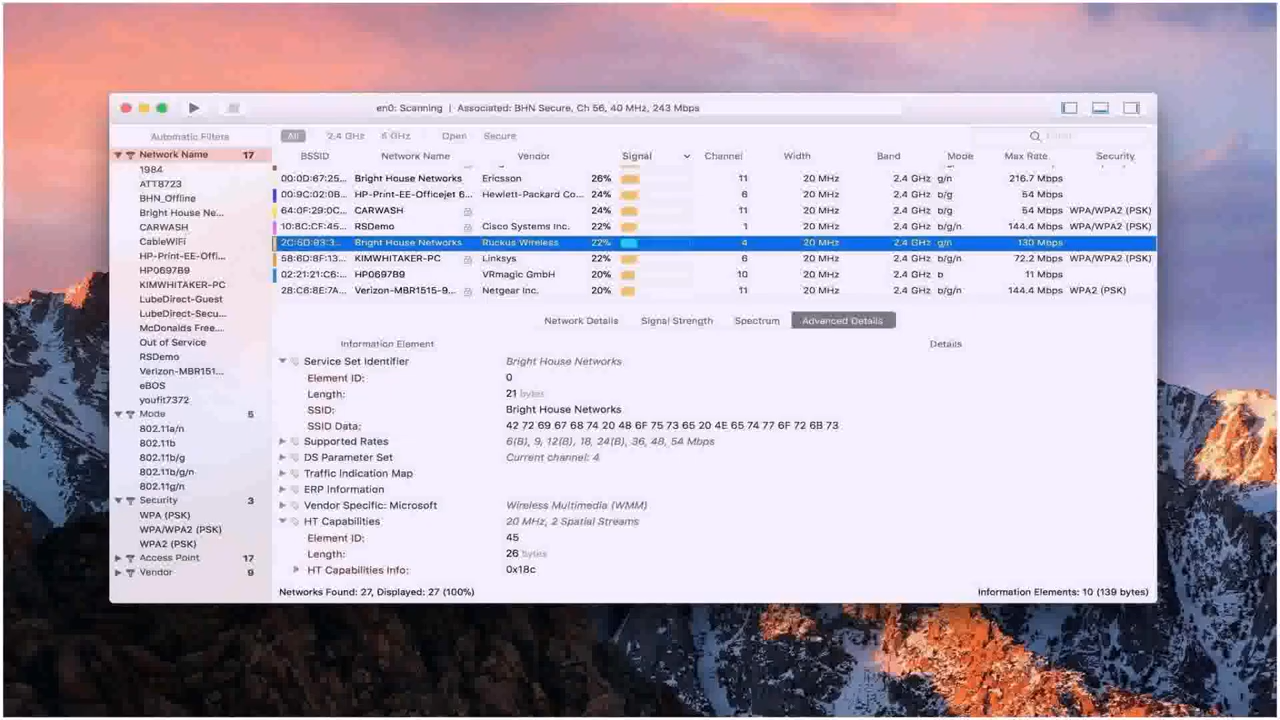 en0: Scanning | Associated: BHN Secure, Ch 56, 40 MHz, 243 Mbps
Automatic Filters
Network Name 17
1984
ATT8723
BHN_Offline
Bright House Ne...
CARWASH
CableWiFi
HP-Print-EE-Offi...
HP0697B9
KIMWHITAKER-PC
LubeDirect-Guest
LubeDirect-Secu...
McDonalds Free...
Out of Service
RSDemo
Verizon-MBR151...
eBOS
youfit7372
Mode 5
802.11a/n
802.11b
802.11b/g
802.11b/g/n
802.11g/n
Security 3
WPA (PSK)
WPA/WPA2 (PSK)
WPA2 (PSK)
Access Point 17
Vendor 9
All 2.4 GHz 5 GHz Open Secure
BSSID Network Name Vendor Signal Channel Width Band Mode Max Rate Security
00:0D:67:25... Bright House Networks Ericsson 26% 11 20 MHz 2.4 GHz g/n 216.7 Mbps
00:9C:02:0B... HP-Print-EE-Officejet 6... Hewlett-Packard Co... 24% 6 20 MHz 2.4 GHz b/g 54 Mbps
64:0F:29:0C... CARWASH 24% 11 20 MHz 2.4 GHz b/g 54 Mbps WPA/WPA2 (PSK)
10:8C:CF:45... RSDemo Cisco Systems Inc. 22% 1 20 MHz 2.4 GHz b/g/n 144.4 Mbps WPA/WPA2 (PSK)
2C:5D:93:3... Bright House Networks Ruckus Wireless 22% 4 20 MHz 2.4 GHz g/n 130 Mbps
58:6D:8F:13... KIMWHITAKER-PC Linksys 22% 6 20 MHz 2.4 GHz b/g/n 72.2 Mbps WPA/WPA2 (PSK)
02:21:21:C6:... HP0697B9 VRmagic GmbH 20% 10 20 MHz 2.4 GHz b 11 Mbps
28:C6:8E:7A... Verizon-MBR1515-9... Netgear Inc. 20% 11 20 MHz 2.4 GHz b/g/n 144.4 Mbps WPA2 (PSK)
Network Details Signal Strength Spectrum Advanced Details
Information Element Details
Service Set Identifier Bright House Networks
Element ID: 0
Length: 21 bytes
SSID: Bright House Networks
SSID Data: 42 72 69 67 68 74 20 48 6F 75 73 65 20 4E 65 74 77 6F 72 6B 73
Supported Rates 6(B), 9, 12(B), 18, 24(B), 36, 48, 54 Mbps
DS Parameter Set Current channel: 4
Traffic Indication Map
ERP Information
Vendor Specific: Microsoft Wireless Multimedia (WMM)
HT Capabilities 20 MHz, 2 Spatial Streams
Element ID: 45
Length: 26 bytes
HT Capabilities Info: 0x18c
Networks Found: 27, Displayed: 27 (100%)
Information Elements: 10 (139 bytes)